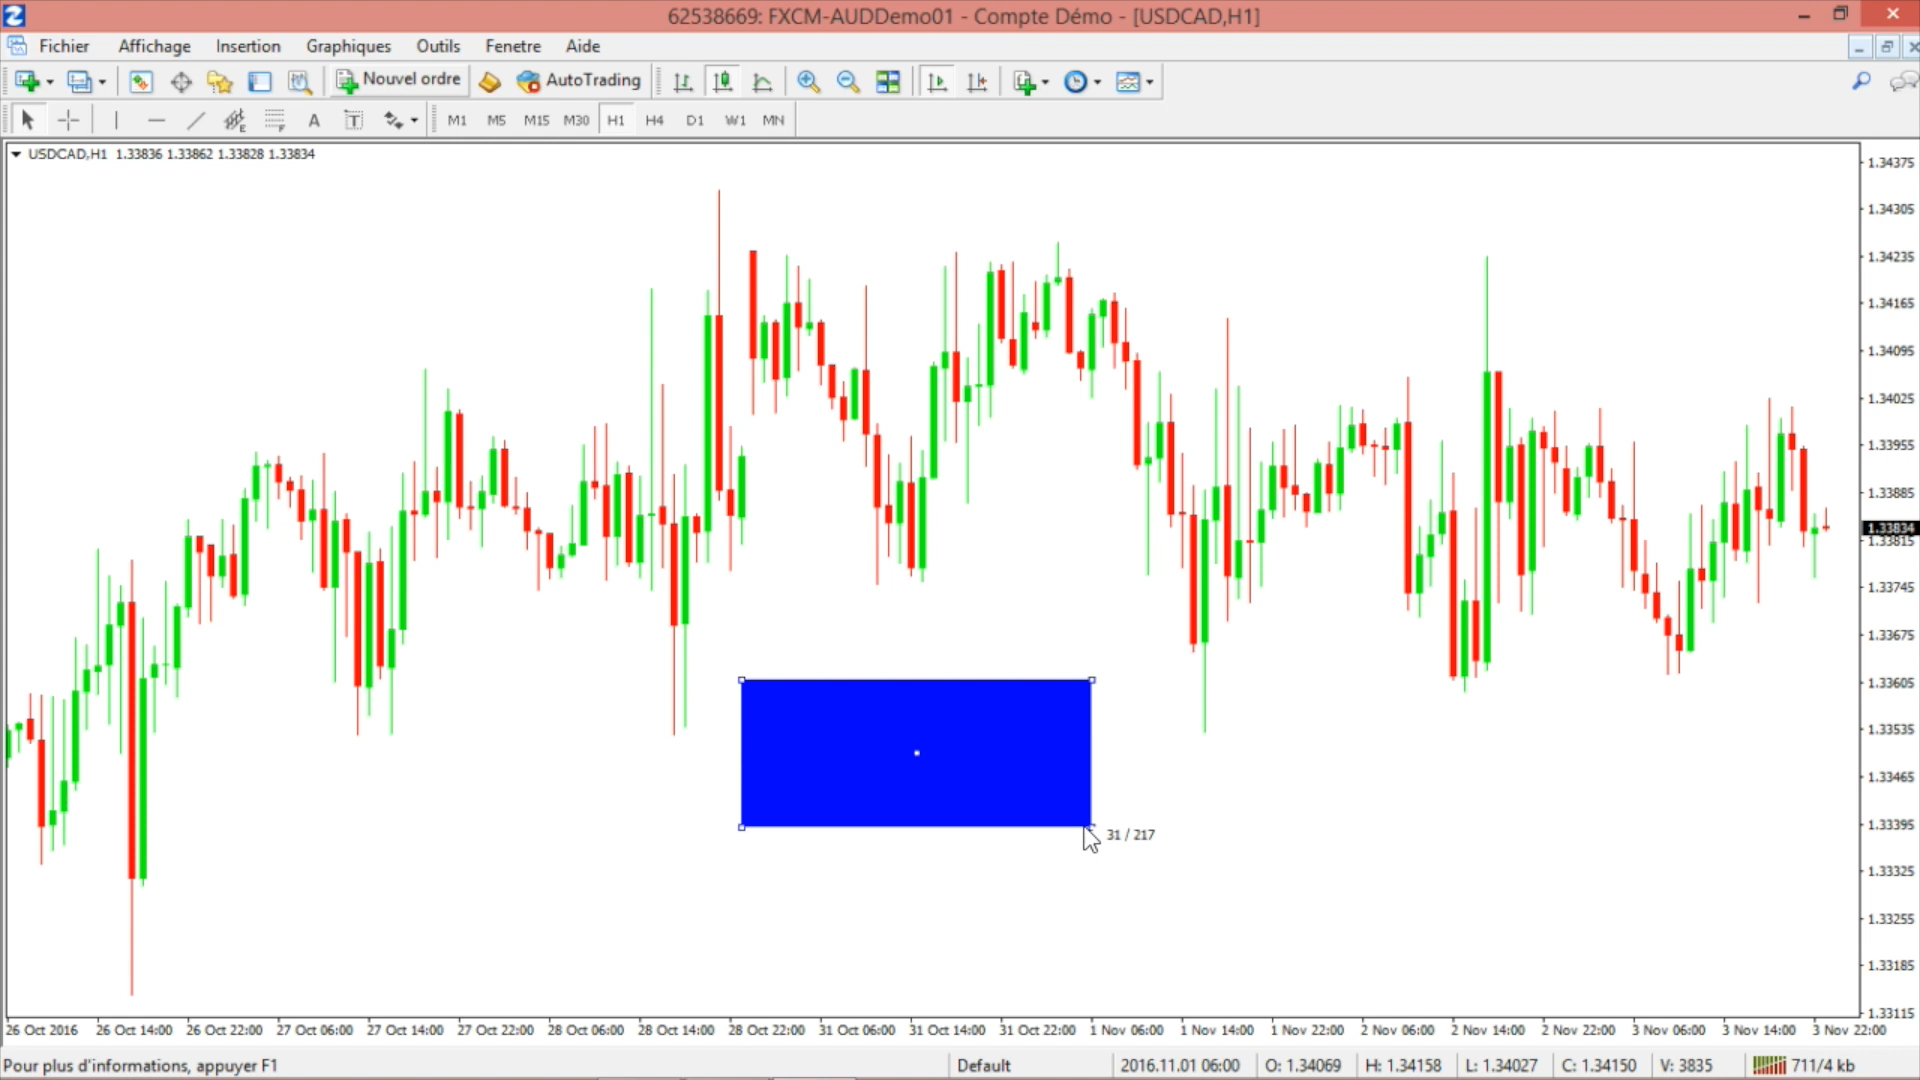 62538669: FXCM-AUDDemo01 - Compte Démo - [USDCAD,H1]
Fichier Affichage Insertion Graphiques Outils Fenetre Aide
Nouvel ordre AutoTrading
A T M1 M5 M15 M30 H1 H4 D1 W1 MN
USDCAD,H1 1.33836 1.33862 1.33828 1.33834
1.34375
1.34305
1.34235
1.34165
1.34095
1.34025
1.33955
1.33885
1.33834
1.33815
1.33745
1.33675
1.33605
1.33535
1.33465
1.33395
31 / 217
1.33325
1.33255
1.33185
1.33115
26 Oct 2016 26 Oct 14:00 26 Oct 22:00 27 Oct 06:00 27 Oct 14:00 27 Oct 22:00 28 Oct 06:00 28 Oct 14:00 28 Oct 22:00 31 Oct 06:00 31 Oct 14:00 31 Oct 22:00 1 Nov 06:00 1 Nov 14:00 1 Nov 22:00 2 Nov 06:00 2 Nov 14:00 2 Nov 22:00 3 Nov 06:00 3 Nov 14:00 3 Nov 22:00
Pour plus d'informations, appuyer F1 Default 2016.11.01 06:00 O: 1.34069 H: 1.34158 L: 1.34027 C: 1.34150 V: 3835 711/4 kb